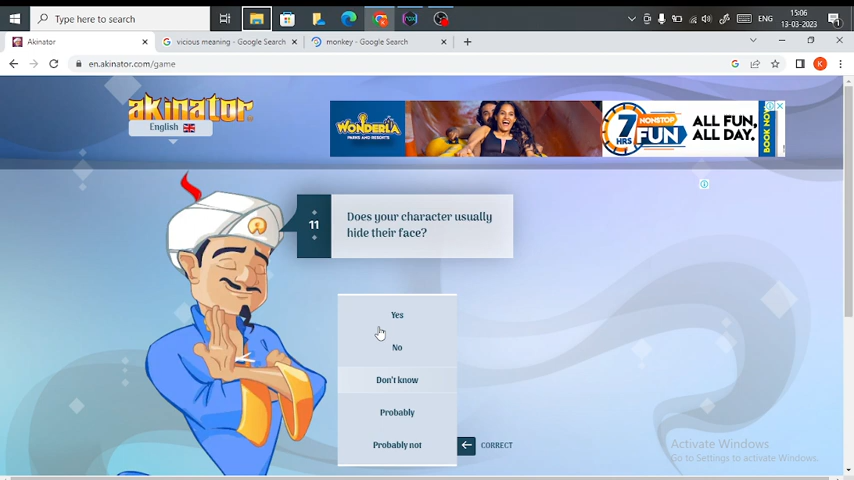 Type here to search
ENG
15:06
13-03-2023
Akinator
vicious meaning - Google Search
monkey - Google Search
en.akinator.com/game
K
akinator.
English
WONDERLA
PARKS AND RESORTS
7 HRS
NONSTOP
FUN
ALL FUN,
ALL DAY.
BOOK NOW
11
Does your character usually
hide their face?
Yes
No
Don't know
Probably
Probably not
CORRECT
Activate Windows
Go to Settings to activate Windows.